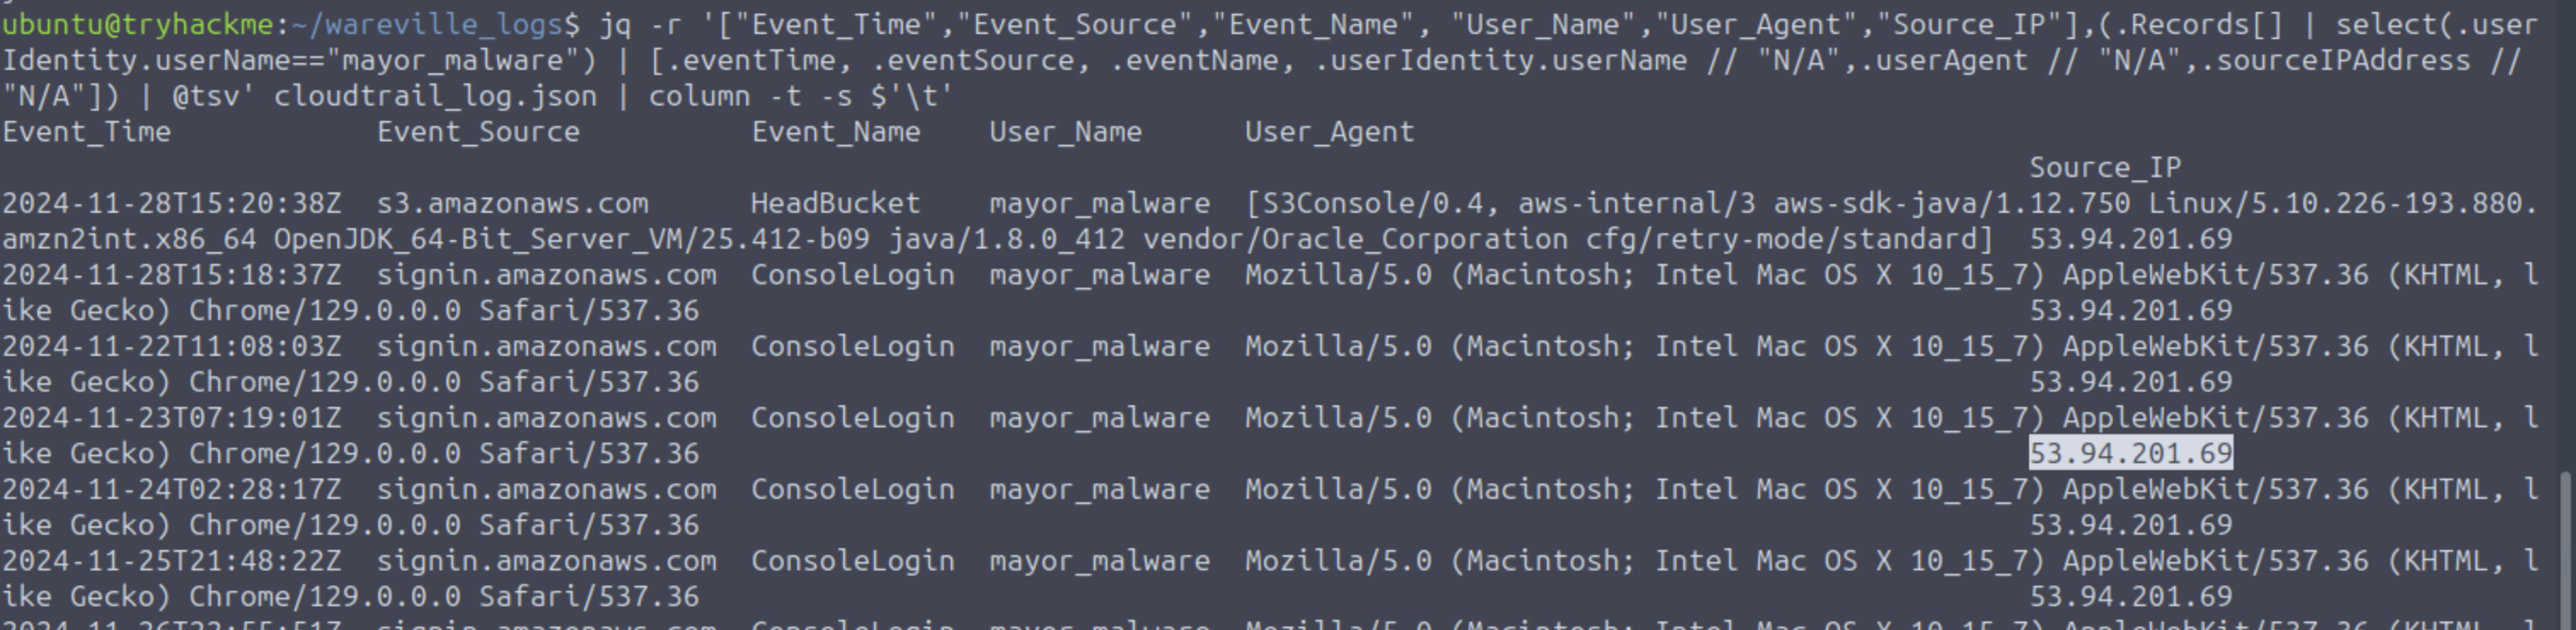 ubuntu@tryhackme:~/wareville_logs$ jq -r '["Event_Time","Event_Source","Event_Name", "User_Name","User_Agent","Source_IP"],(.Records[] | select(.user
Identity.userName=="mayor_malware") | [.eventTime, .eventSource, .eventName, .userIdentity.userName // "N/A",.userAgent // "N/A",.sourceIPAddress //
"N/A"]) | @tsv' cloudtrail_log.json | column -t -s $'\t'
Event_Time Event_Source Event_Name User_Name User_Agent
Source_IP
2024-11-28T15:20:38Z s3.amazonaws.com HeadBucket mayor_malware [S3Console/0.4, aws-internal/3 aws-sdk-java/1.12.750 Linux/5.10.226-193.880.
amzn2int.x86_64 OpenJDK_64-Bit_Server_VM/25.412-b09 java/1.8.0_412 vendor/Oracle_Corporation cfg/retry-mode/standard] 53.94.201.69
2024-11-28T15:18:37Z signin.amazonaws.com ConsoleLogin mayor_malware Mozilla/5.0 (Macintosh; Intel Mac OS X 10_15_7) AppleWebKit/537.36 (KHTML, l
ike Gecko) Chrome/129.0.0.0 Safari/537.36 53.94.201.69
2024-11-22T11:08:03Z signin.amazonaws.com ConsoleLogin mayor_malware Mozilla/5.0 (Macintosh; Intel Mac OS X 10_15_7) AppleWebKit/537.36 (KHTML, l
ike Gecko) Chrome/129.0.0.0 Safari/537.36 53.94.201.69
2024-11-23T07:19:01Z signin.amazonaws.com ConsoleLogin mayor_malware Mozilla/5.0 (Macintosh; Intel Mac OS X 10_15_7) AppleWebKit/537.36 (KHTML, l
ike Gecko) Chrome/129.0.0.0 Safari/537.36 53.94.201.69
2024-11-24T02:28:17Z signin.amazonaws.com ConsoleLogin mayor_malware Mozilla/5.0 (Macintosh; Intel Mac OS X 10_15_7) AppleWebKit/537.36 (KHTML, l
ike Gecko) Chrome/129.0.0.0 Safari/537.36 53.94.201.69
2024-11-25T21:48:22Z signin.amazonaws.com ConsoleLogin mayor_malware Mozilla/5.0 (Macintosh; Intel Mac OS X 10_15_7) AppleWebKit/537.36 (KHTML, l
ike Gecko) Chrome/129.0.0.0 Safari/537.36 53.94.201.69